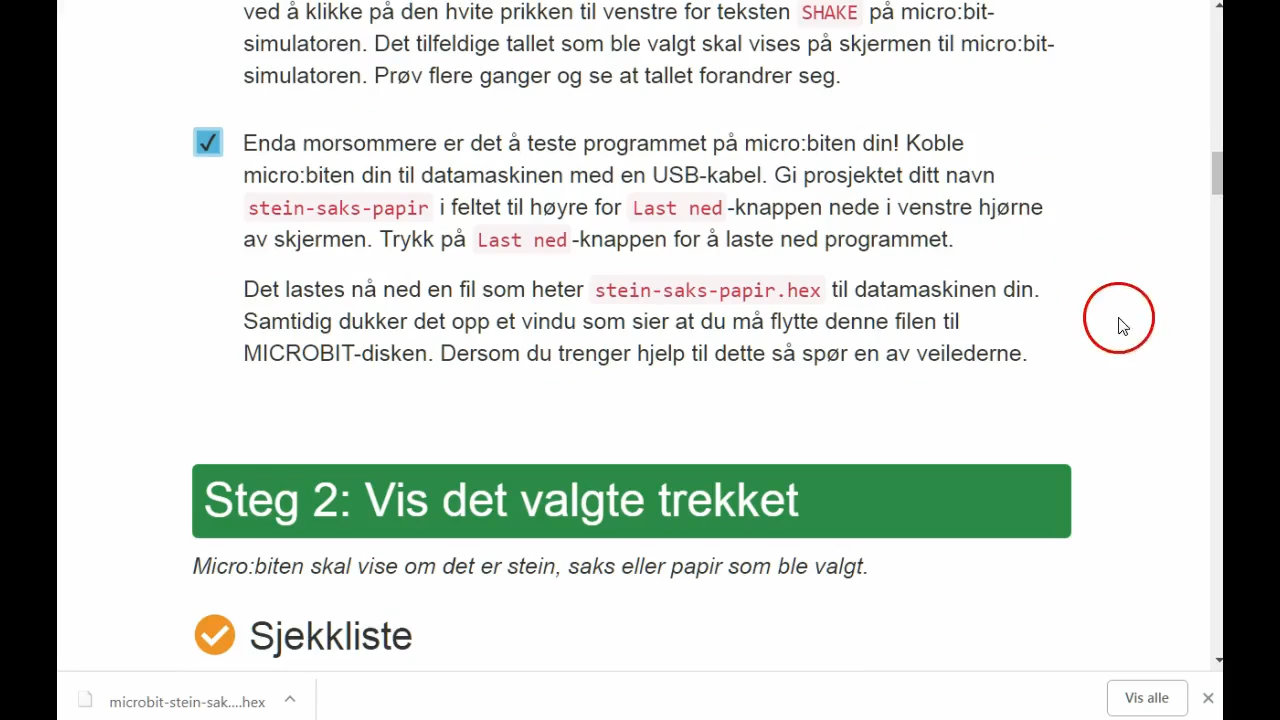 ved å klikke på den hvite prikken til venstre for teksten SHAKE på micro:bit-
simulatoren. Det tilfeldige tallet som ble valgt skal vises på skjermen til micro:bit-
simulatoren. Prøv flere ganger og se at tallet forandrer seg.
Enda morsommere er det å teste programmet på micro:biten din! Koble
micro:biten din til datamaskinen med en USB-kabel. Gi prosjektet ditt navn
stein-saks-papir i feltet til høyre for Last ned-knappen nede i venstre hjørne
av skjermen. Trykk på Last ned-knappen for å laste ned programmet.
Det lastes nå ned en fil som heter stein-saks-papir.hex til datamaskinen din.
Samtidig dukker det opp et vindu som sier at du må flytte denne filen til
MICROBIT-disken. Dersom du trenger hjelp til dette så spør en av veilederne.
Steg 2: Vis det valgte trekket
Micro:biten skal vise om det er stein, saks eller papir som ble valgt.
Sjekkliste
microbit-stein-sak....hex
Vis alle